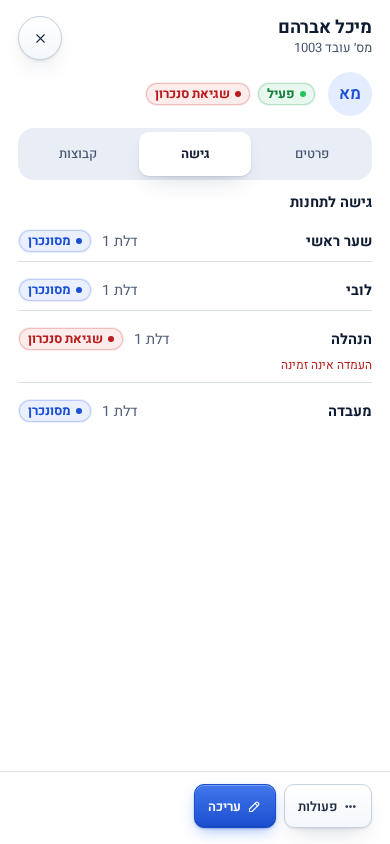 מיכל אברהם
מס׳ עובד 1003
מא
פעיל
שגיאת סנכרון
פרטים
גישה
קבוצות
גישה לתחנות
שער ראשי
דלת 1
מסונכרן
לובי
דלת 1
מסונכרן
הנהלה
דלת 1
שגיאת סנכרון
העמדה אינה זמינה
מעבדה
דלת 1
מסונכרן
פעולות
עריכה